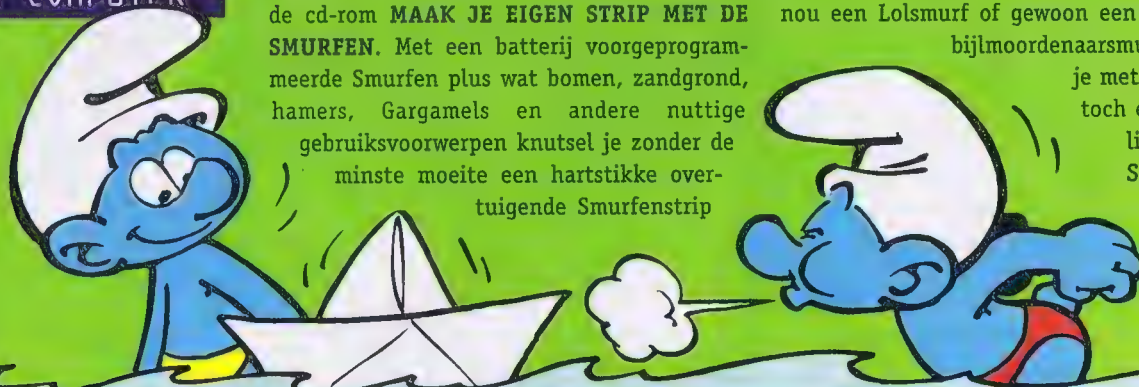 COMPUTER
de cd-rom MAAK JE EIGEN STRIP MET DE
SMURFEN. Met een batterij voorgeprogram-
meerde Smurfen plus wat bomen, zandgrond,
hamers, Gargamels en andere nuttige
gebruiksvoorwerpen knutsel je zonder de
minste moeite een hartstikke over-
tuigende Smurfenstrip
nou een Lolsmurf of gewoon een
bijlmoordenaarsmu
je met
toch